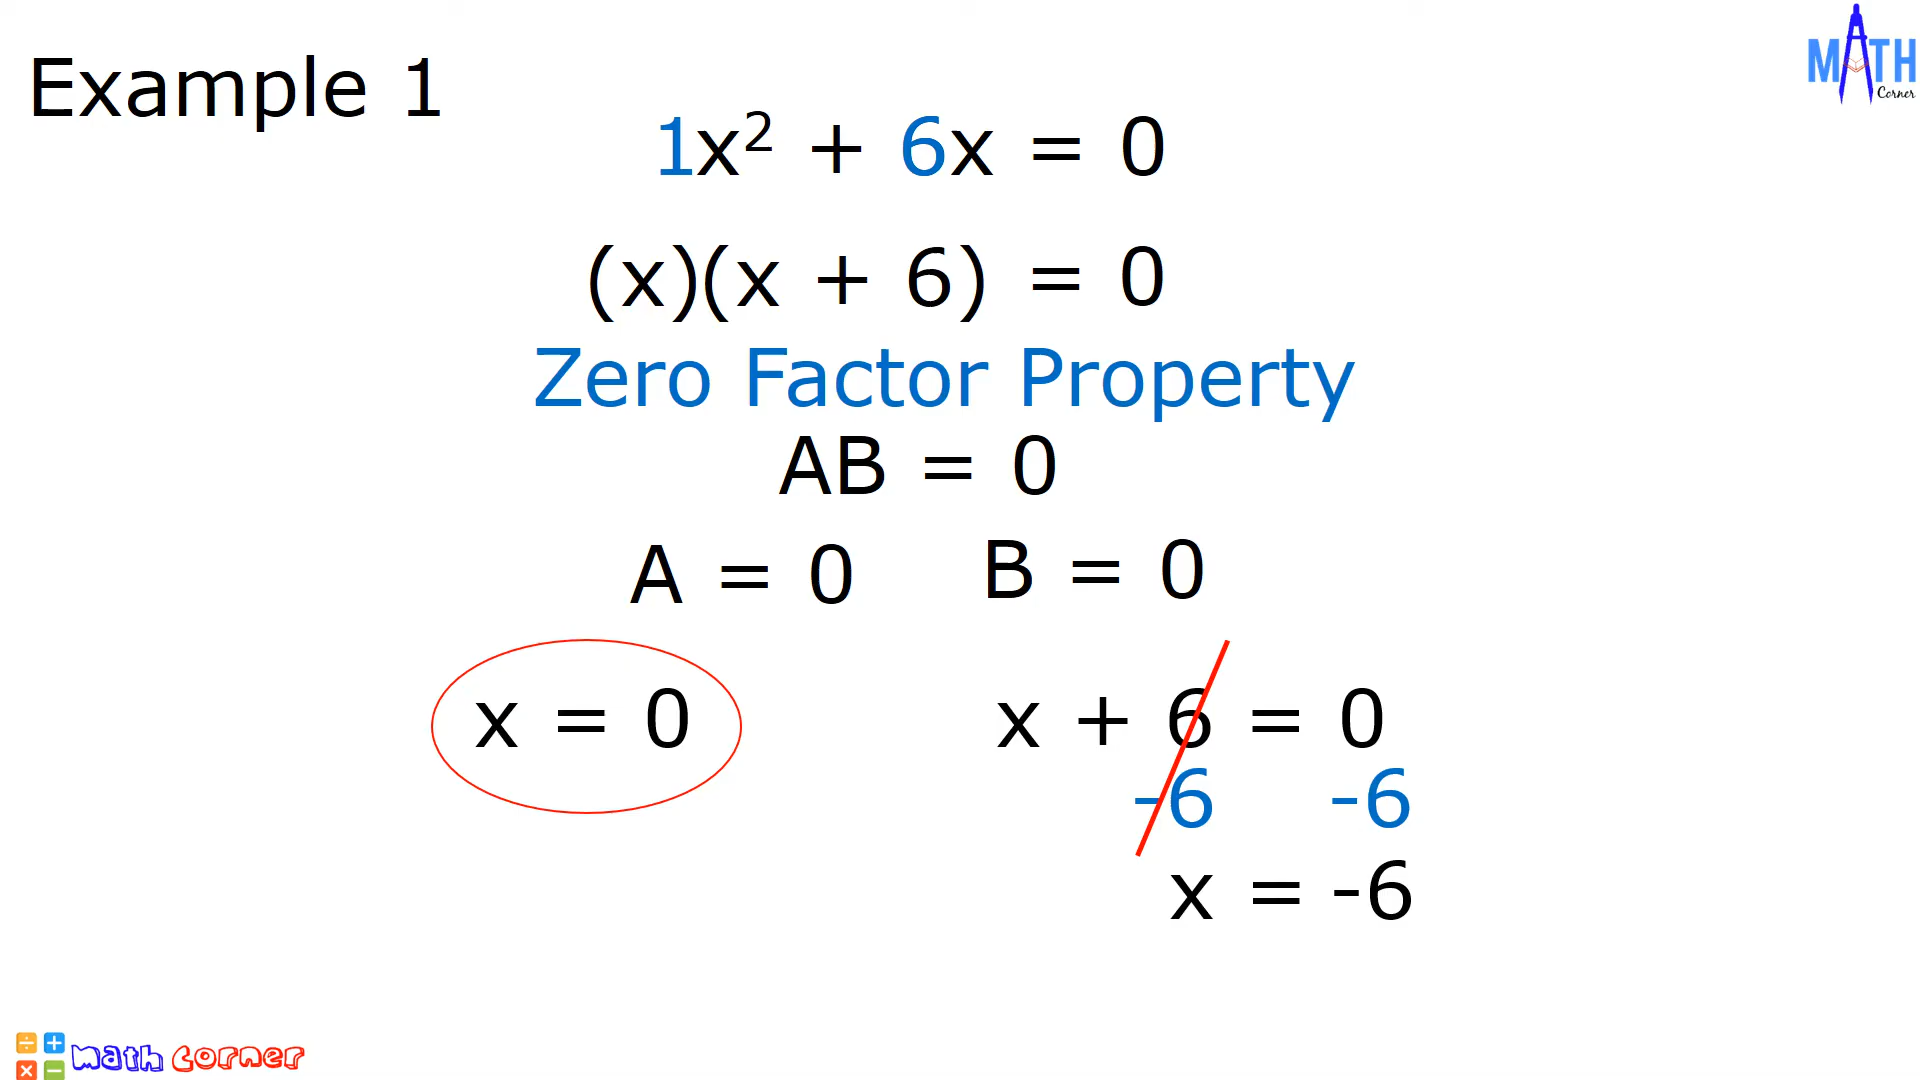 Example 1
MATH
Corner
1x² + 6x = 0
(x)(x + 6) = 0
Zero Factor Property
AB = 0
A = 0 B = 0
x = 0 x + 6 = 0
-6 -6
x = -6
÷ +
× − math corner